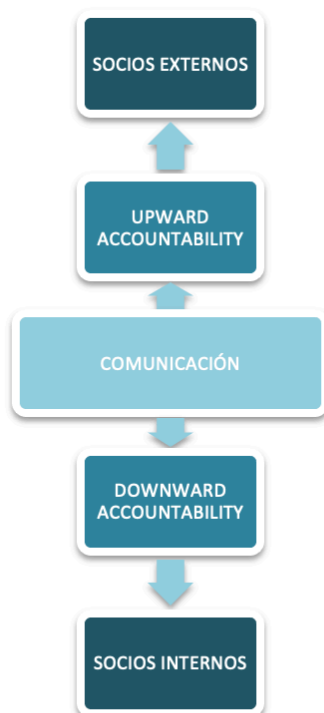 SOCIOS EXTERNOS
UPWARD
ACCOUNTABILITY
COMUNICACIÓN
DOWNWARD
ACCOUNTABILITY
SOCIOS INTERNOS